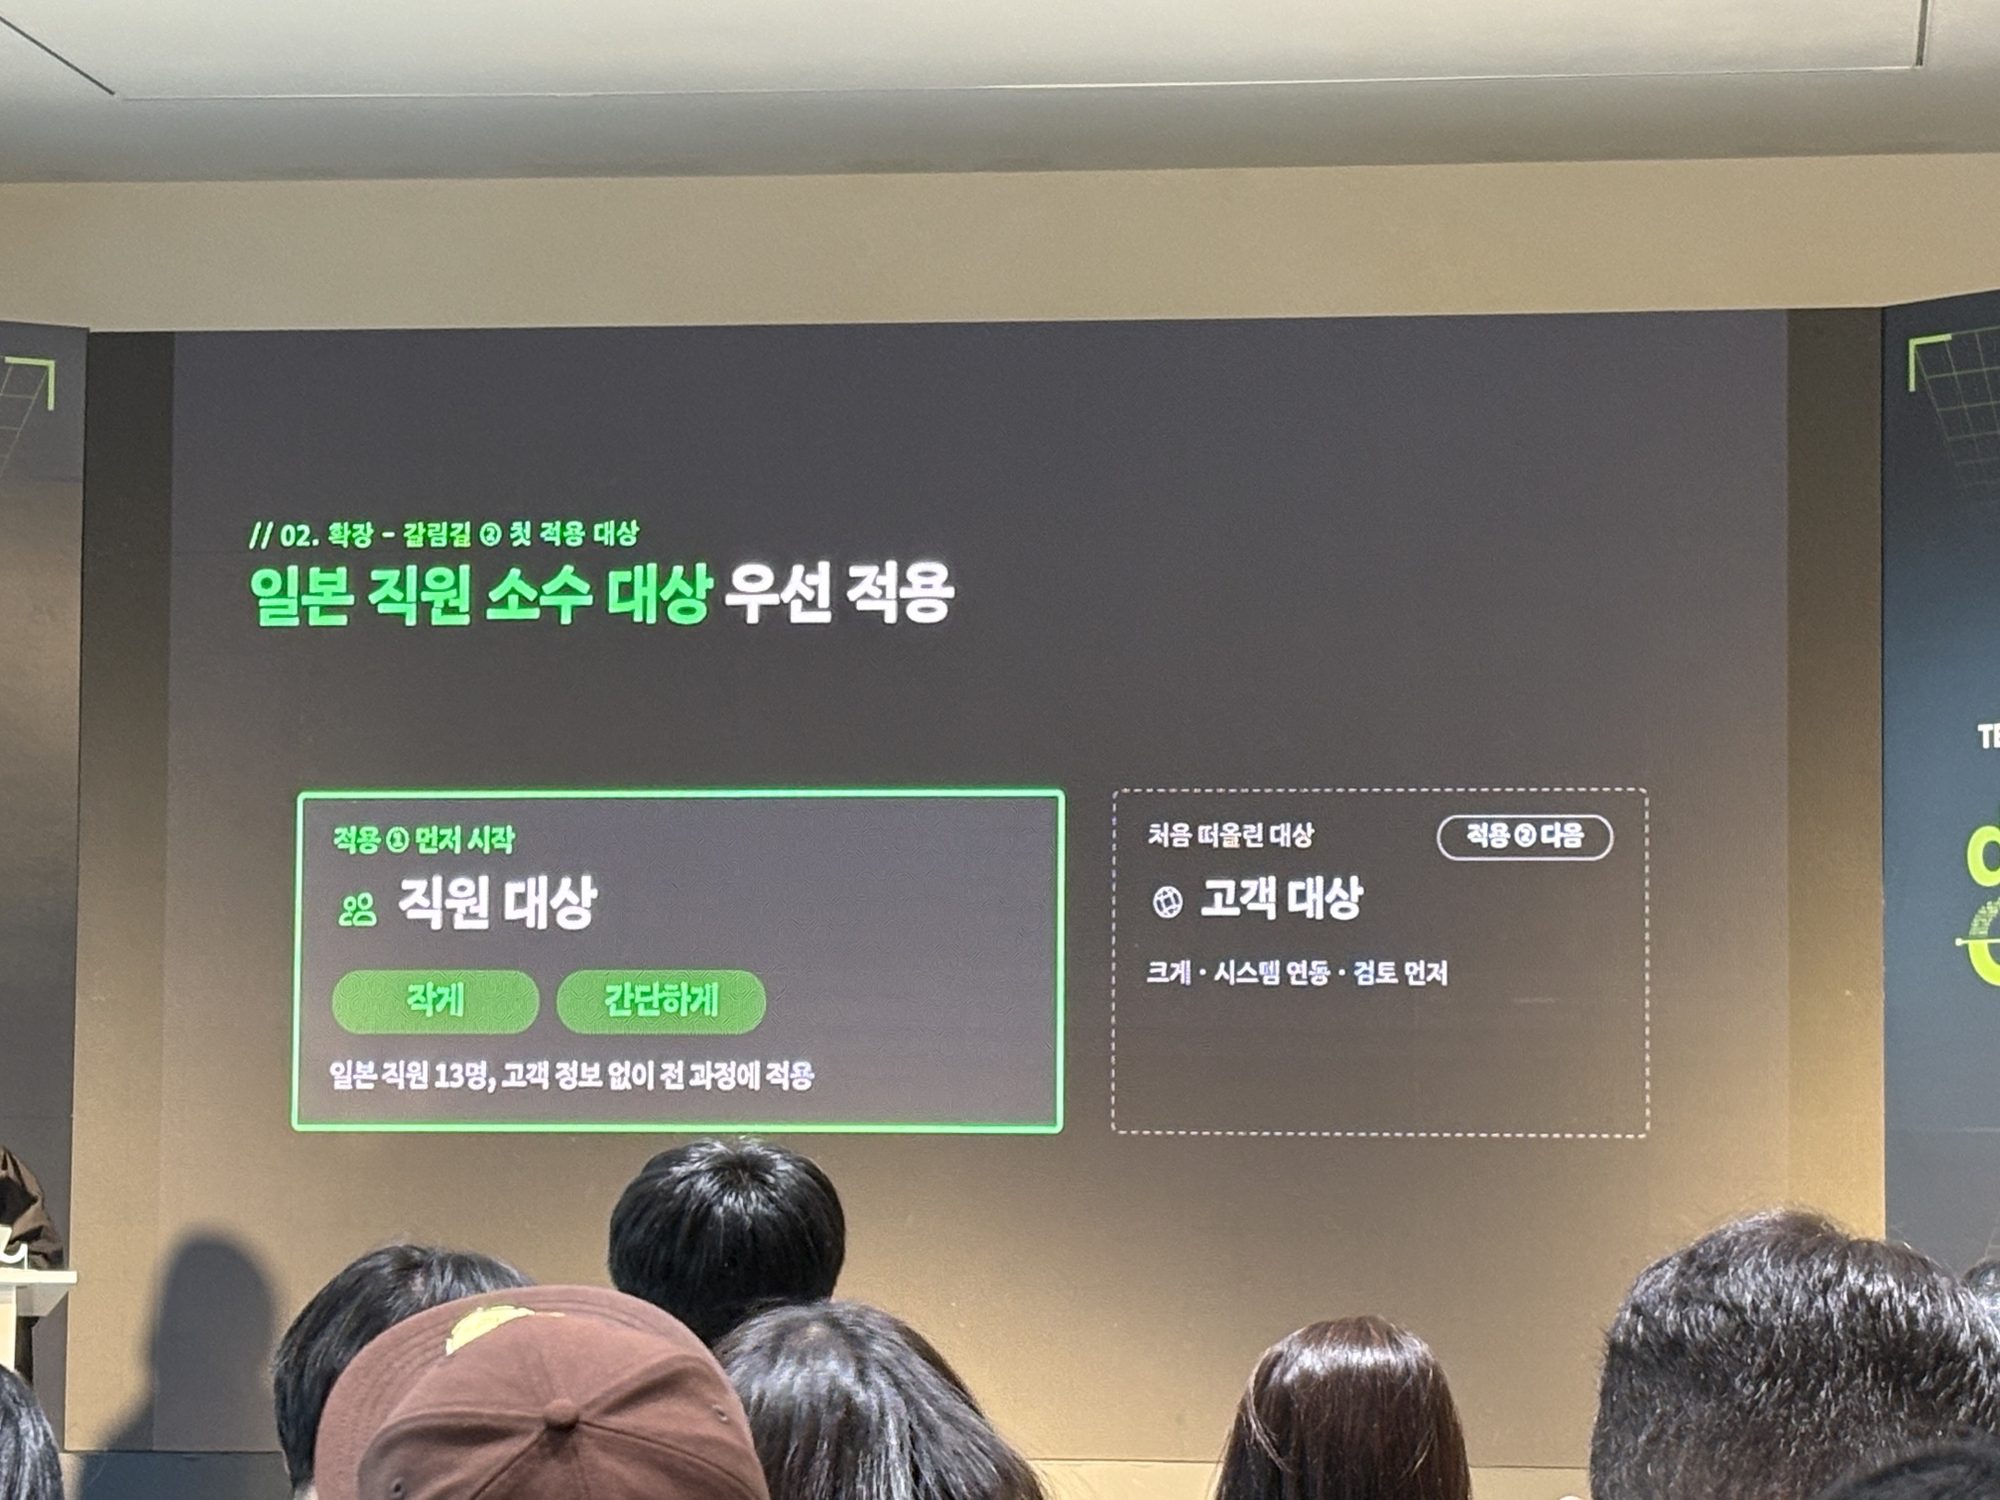 // 02. 확장 - 갈림길 ② 첫 적용 대상
일본 직원 소수 대상 우선 적용
적용 ① 먼저 시작
직원 대상
작게
간단하게
일본 직원 13명, 고객 정보 없이 전 과정에 적용
처음 떠올린 대상
적용 ② 다음
고객 대상
크게 · 시스템 연동 · 검토 먼저